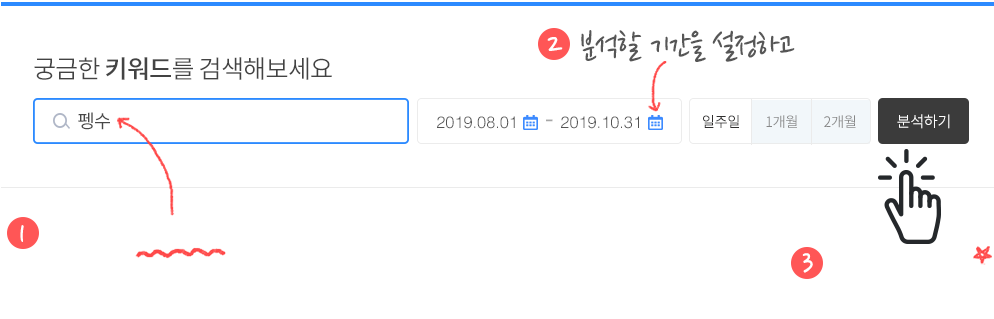 2 분석할 기간을 설정하고
궁금한 키워드를 검색해보세요
펭수
2019.08.01 - 2019.10.31
일주일 1개월 2개월 분석하기
1
3